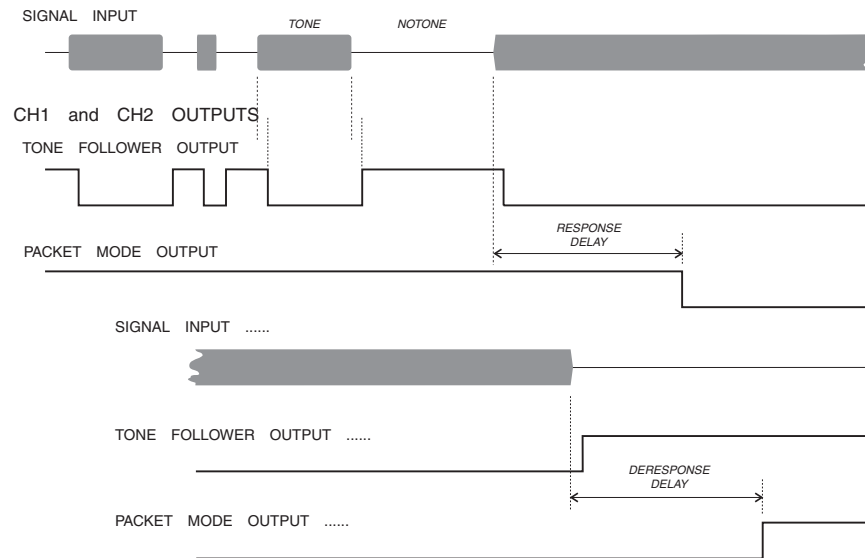 SIGNAL INPUT
TONE
NOTONE
CH1 and CH2 OUTPUTS
TONE FOLLOWER OUTPUT
RESPONSE
DELAY
PACKET MODE OUTPUT
SIGNAL INPUT ......
TONE FOLLOWER OUTPUT ......
DERESPONSE
DELAY
PACKET MODE OUTPUT ......